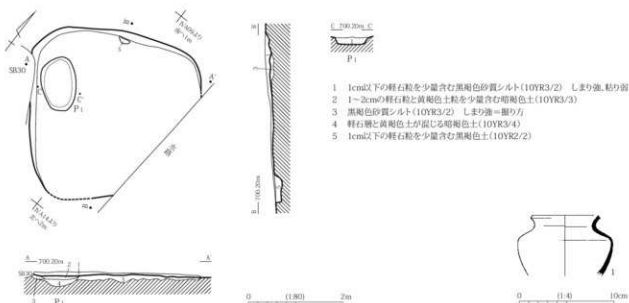 C 700.20m C'
P1
1 1cm以下の軽石粒を少量含む黒褐色砂質シルト(10YR3/2) しまり強、粘り弱
2 1～2cmの軽石粒と黄褐色土粒を少量含む暗褐色土(10YR3/3)
3 黒褐色砂質シルト(10YR3/2) しまり強＝掘り方
4 軽石層と黄褐色土が混じる暗褐色土(10YR3/4)
5 1cm以下の軽石粒を少量含む黒褐色土(10YR2/2)
SB30
A
A'
C'
P1
5
B
700.20m
A 700.20m A'
SB30
2
1
3
4
P1
0 (1:80) 2m
1
0 (1:4) 10cm